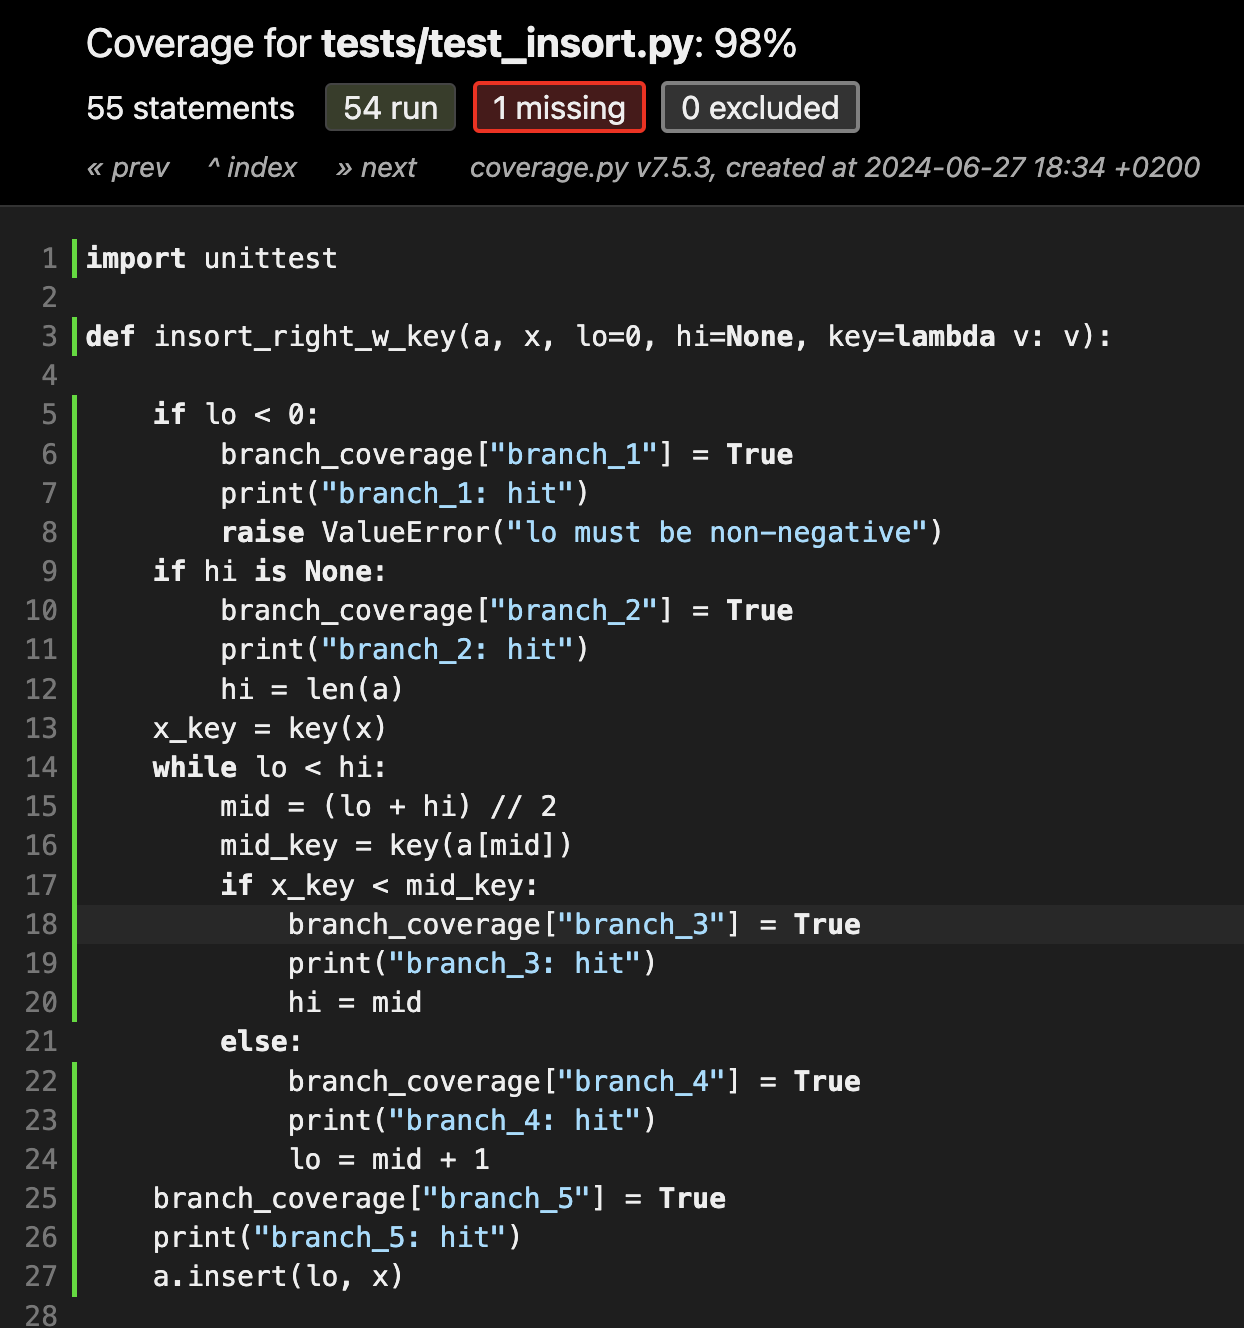 Coverage for tests/test_insort.py: 98%
55 statements 54 run 1 missing 0 excluded
« prev ^ index » next coverage.py v7.5.3, created at 2024-06-27 18:34 +0200
1 import unittest
2
3 def insort_right_w_key(a, x, lo=0, hi=None, key=lambda v: v):
4
5     if lo < 0:
6         branch_coverage["branch_1"] = True
7         print("branch_1: hit")
8         raise ValueError("lo must be non-negative")
9     if hi is None:
10         branch_coverage["branch_2"] = True
11         print("branch_2: hit")
12         hi = len(a)
13     x_key = key(x)
14     while lo < hi:
15         mid = (lo + hi) // 2
16         mid_key = key(a[mid])
17         if x_key < mid_key:
18             branch_coverage["branch_3"] = True
19             print("branch_3: hit")
20             hi = mid
21         else:
22             branch_coverage["branch_4"] = True
23             print("branch_4: hit")
24             lo = mid + 1
25     branch_coverage["branch_5"] = True
26     print("branch_5: hit")
27     a.insert(lo, x)
28